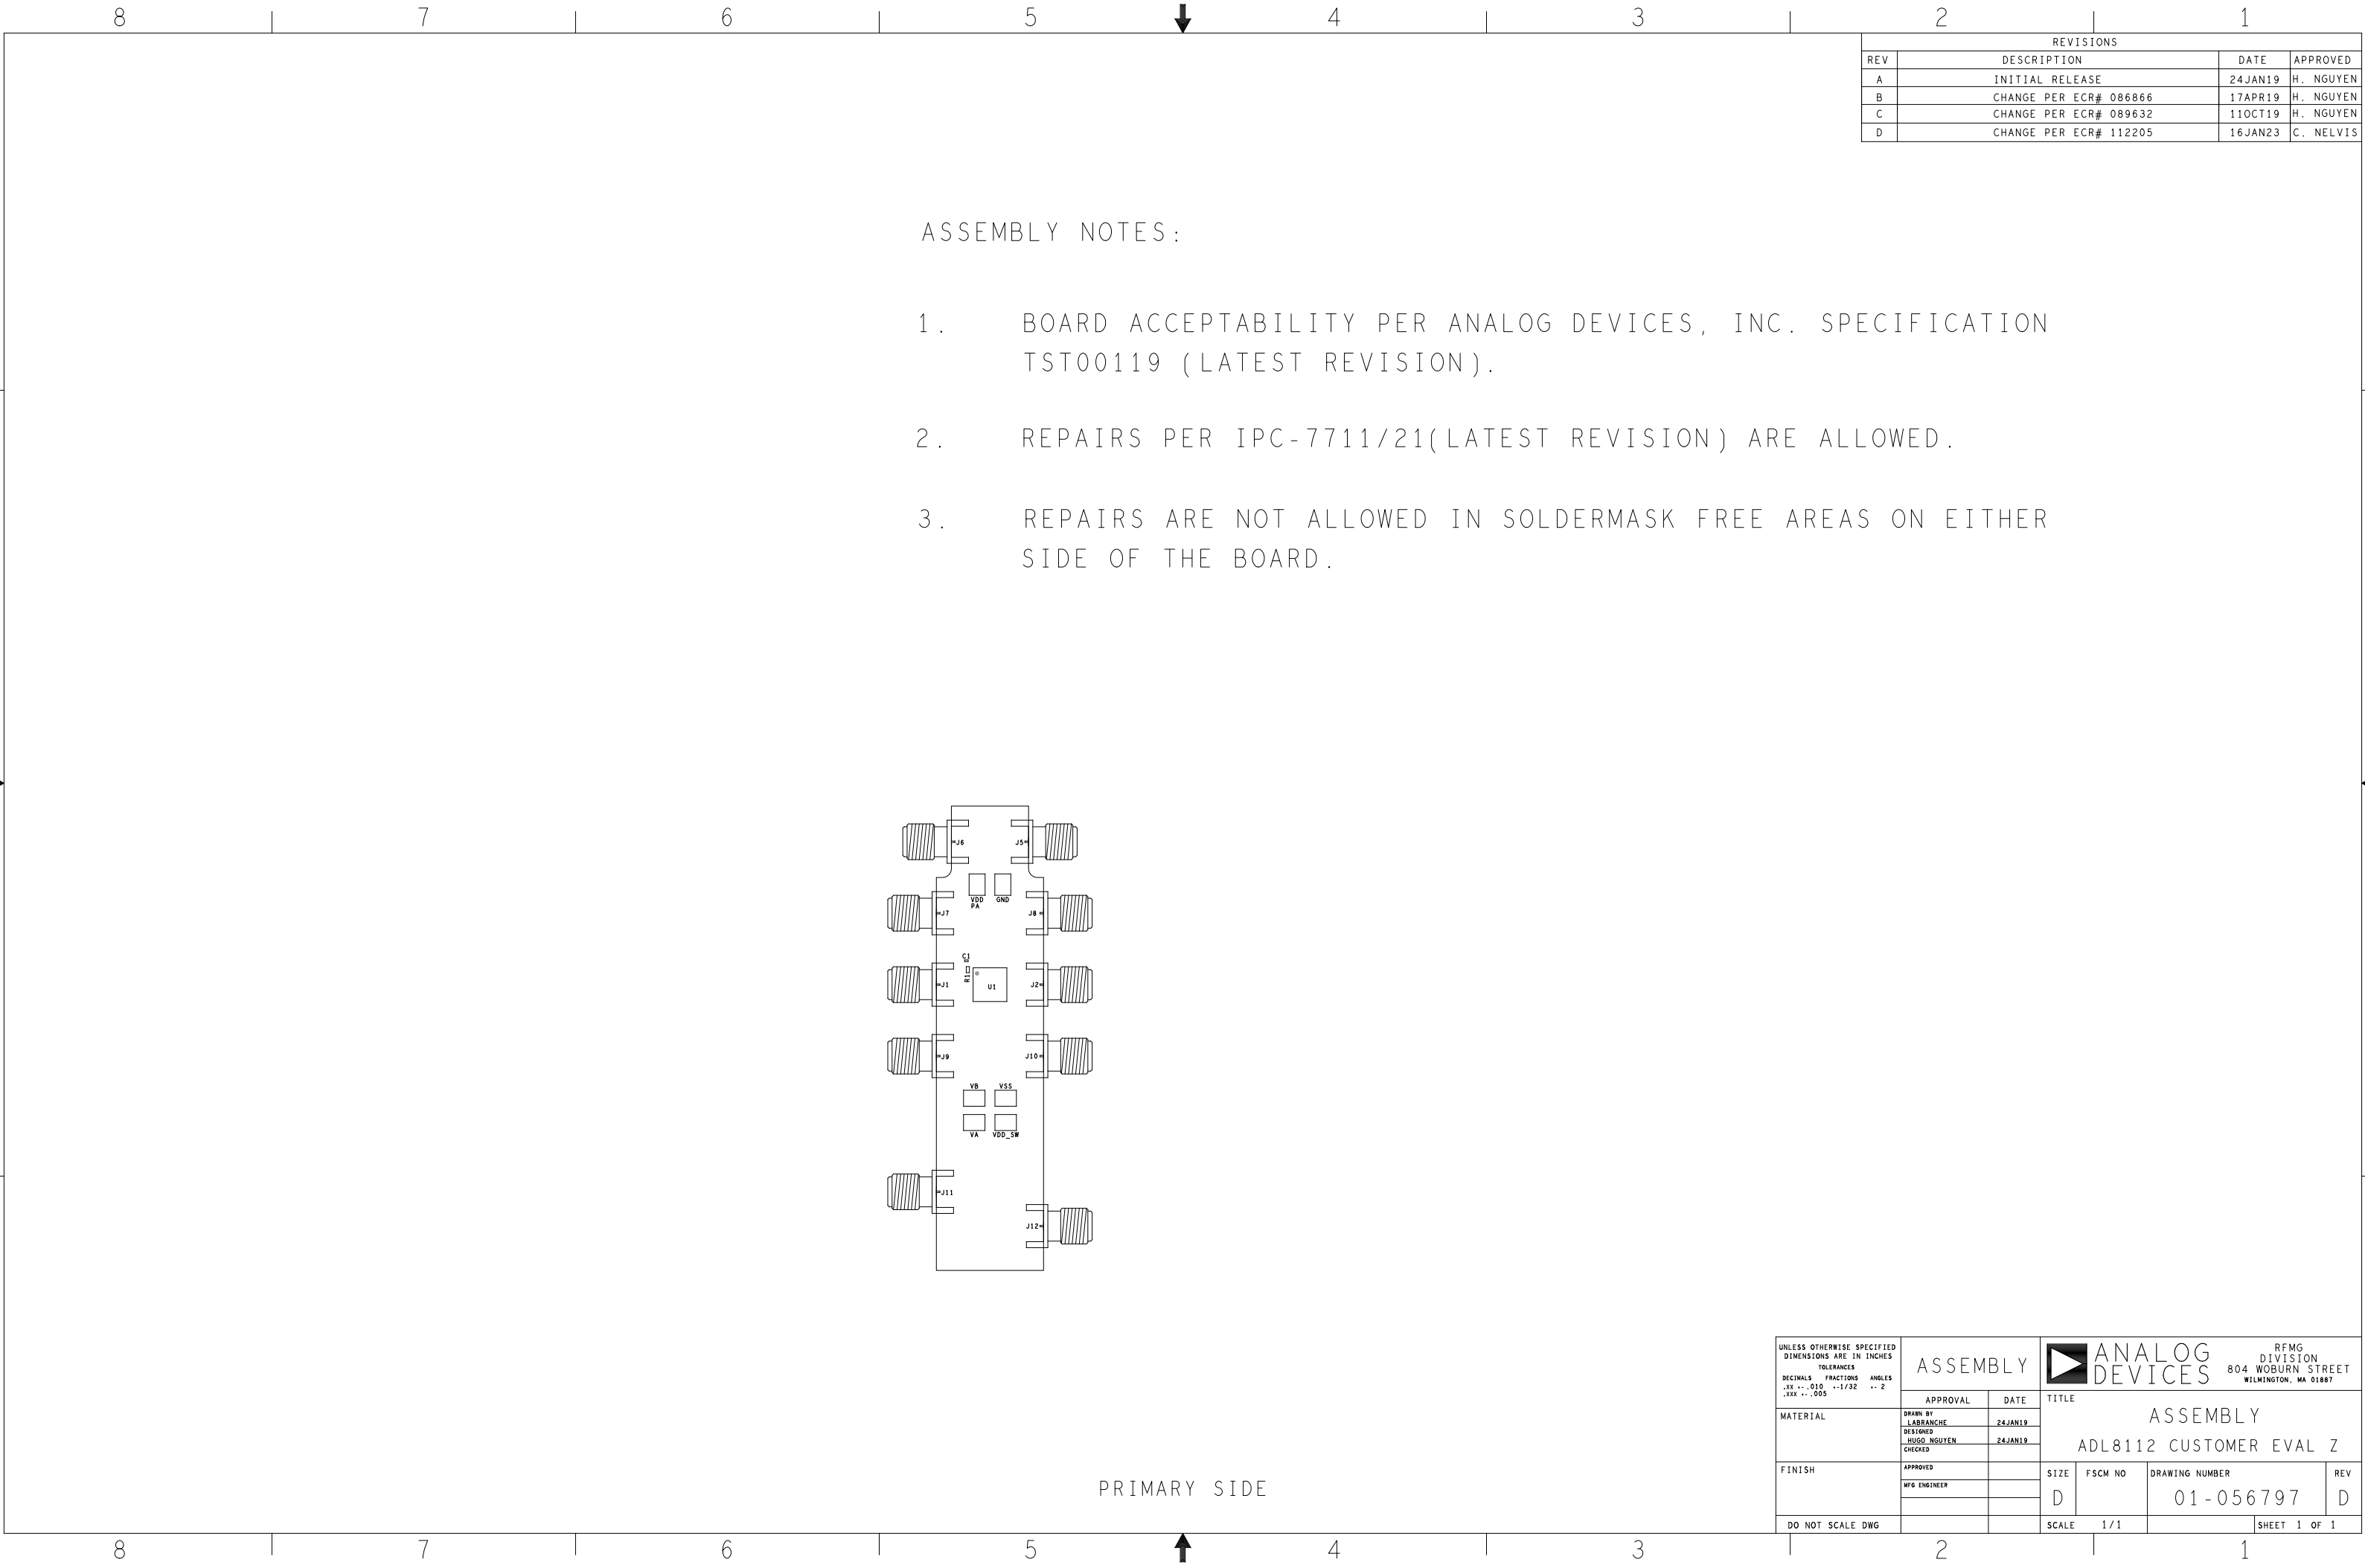 8 7 6 5 4 3 2 1
REVISIONS
REV DESCRIPTION DATE APPROVED
A INITIAL RELEASE 24JAN19 H. NGUYEN
B CHANGE PER ECR# 086866 17APR19 H. NGUYEN
C CHANGE PER ECR# 089632 11OCT19 H. NGUYEN
D CHANGE PER ECR# 112205 16JAN23 C. NELVIS
ASSEMBLY NOTES:
1. BOARD ACCEPTABILITY PER ANALOG DEVICES, INC. SPECIFICATION
TST00119 (LATEST REVISION).
2. REPAIRS PER IPC-7711/21(LATEST REVISION) ARE ALLOWED.
3. REPAIRS ARE NOT ALLOWED IN SOLDERMASK FREE AREAS ON EITHER
SIDE OF THE BOARD.
J6 J5
VDD GND
PA
J7 J8
C1
R1
J1 U1 J2
J9 J10
VB VSS
VA VDD_SW
J11
J12
PRIMARY SIDE
UNLESS OTHERWISE SPECIFIED
DIMENSIONS ARE IN INCHES
TOLERANCES
DECIMALS FRACTIONS ANGLES
.XX +-.010 +-1/32 +- 2
.XXX +-.005
MATERIAL
FINISH
DO NOT SCALE DWG
ASSEMBLY
APPROVAL DATE
DRAWN BY
LABRANCHE 24JAN19
DESIGNED
HUGO NGUYEN 24JAN19
CHECKED
APPROVED
MFG ENGINEER
ANALOG
DEVICES
RFMG
DIVISION
804 WOBURN STREET
WILMINGTON, MA 01887
TITLE
ASSEMBLY
ADL8112 CUSTOMER EVAL Z
SIZE FSCM NO DRAWING NUMBER REV
D 01-056797 D
SCALE 1/1 SHEET 1 OF 1
8 7 6 5 4 3 2 1